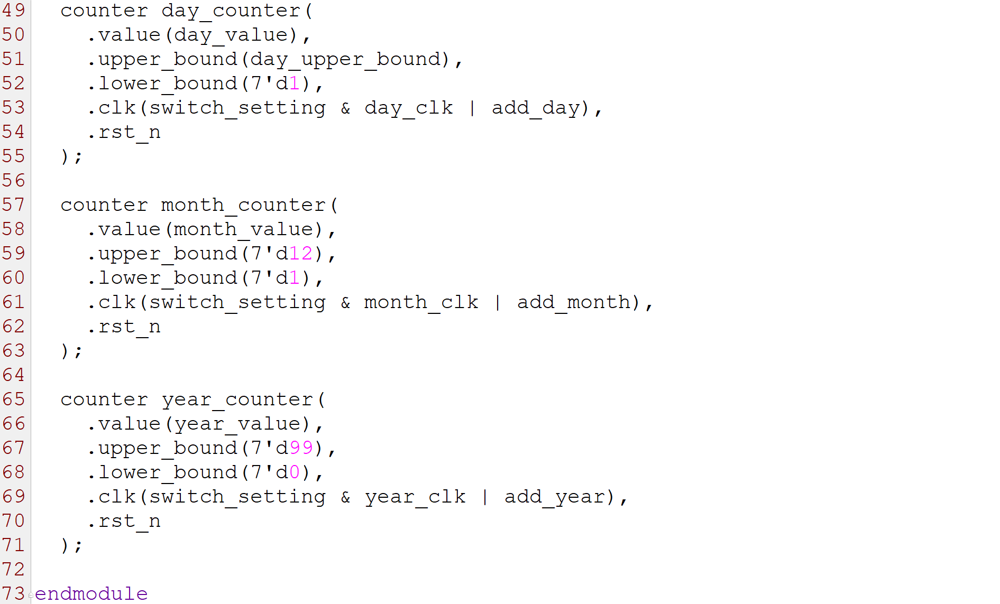 49 counter day_counter(
50 .value(day_value),
51 .upper_bound(day_upper_bound),
52 .lower_bound(7'd1),
53 .clk(switch_setting & day_clk | add_day),
54 .rst_n
55 );
56
57 counter month_counter(
58 .value(month_value),
59 .upper_bound(7'd12),
60 .lower_bound(7'd1),
61 .clk(switch_setting & month_clk | add_month),
62 .rst_n
63 );
64
65 counter year_counter(
66 .value(year_value),
67 .upper_bound(7'd99),
68 .lower_bound(7'd0),
69 .clk(switch_setting & year_clk | add_year),
70 .rst_n
71 );
72
73 endmodule